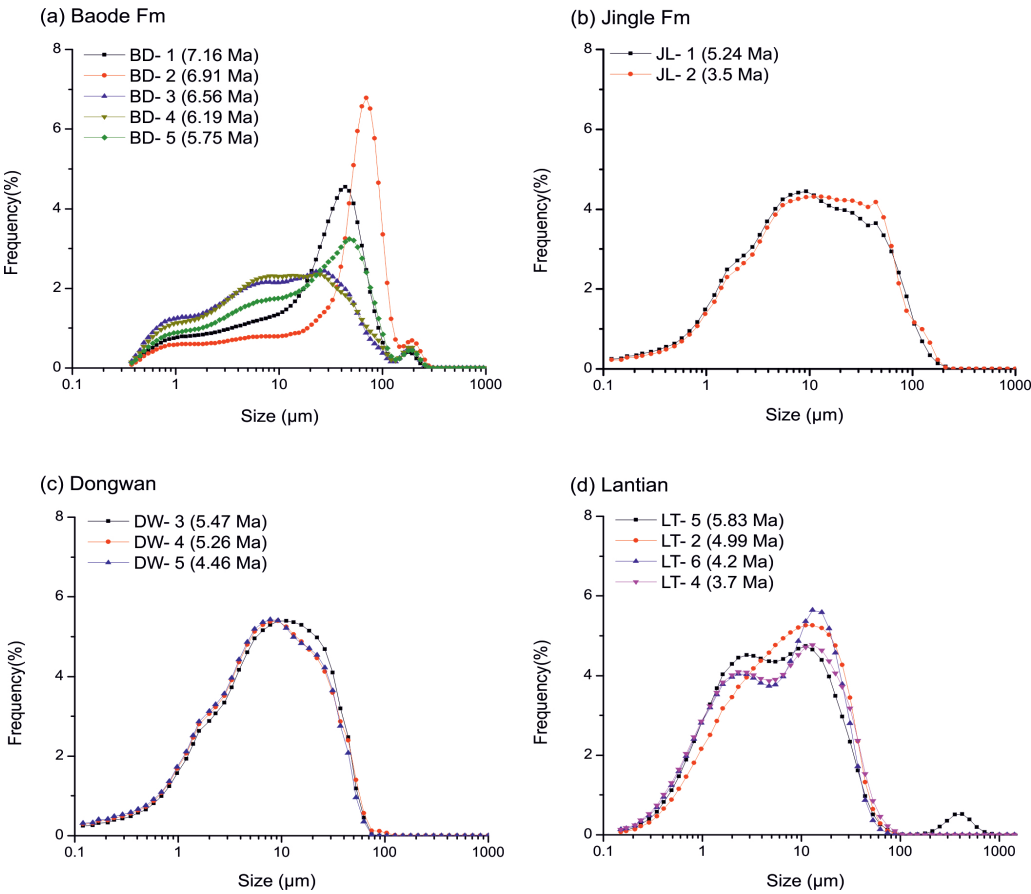 (a) Baode Fm
8
6
4
2
0
Frequency(%)
BD- 1 (7.16 Ma)
BD- 2 (6.91 Ma)
BD- 3 (6.56 Ma)
BD- 4 (6.19 Ma)
BD- 5 (5.75 Ma)
0.1 1 10 100 1000
Size (µm)
(b) Jingle Fm
8
6
4
2
0
Frequency(%)
JL- 1 (5.24 Ma)
JL- 2 (3.5 Ma)
0.1 1 10 100 1000
Size (µm)
(c) Dongwan
8
6
4
2
0
Frequency(%)
DW- 3 (5.47 Ma)
DW- 4 (5.26 Ma)
DW- 5 (4.46 Ma)
0.1 1 10 100 1000
Size (µm)
(d) Lantian
8
6
4
2
0
Frequency(%)
LT- 5 (5.83 Ma)
LT- 2 (4.99 Ma)
LT- 6 (4.2 Ma)
LT- 4 (3.7 Ma)
0.1 1 10 100 1000
Size (µm)